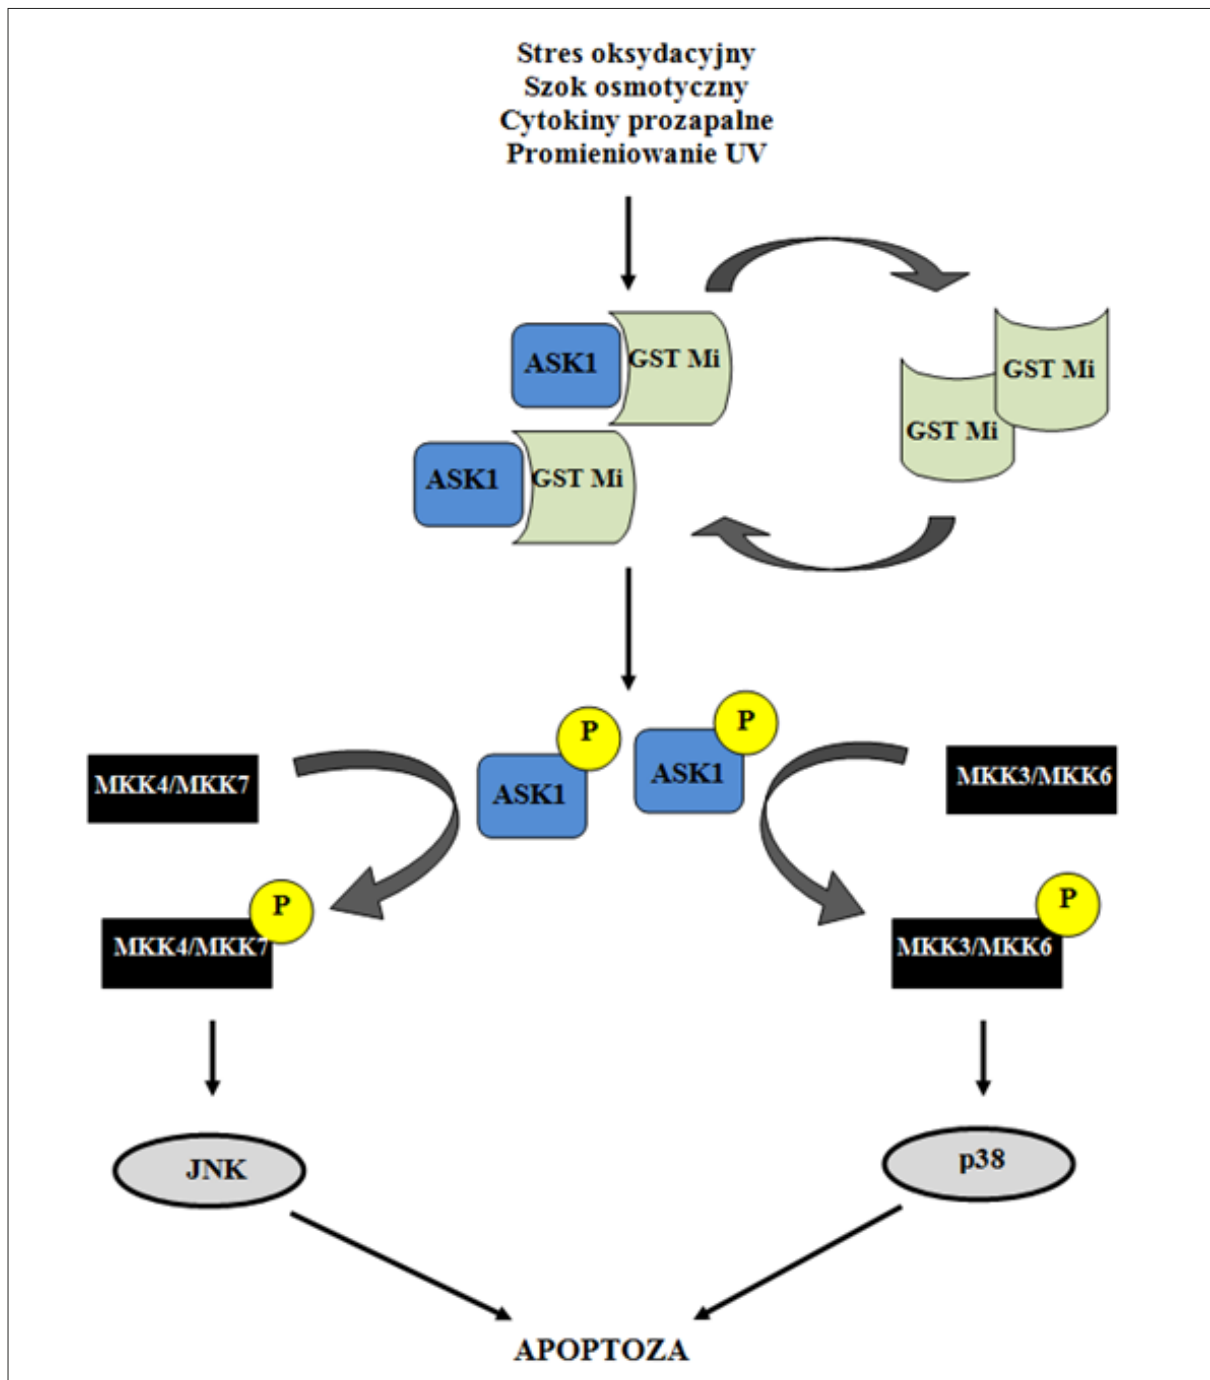 Stres oksydacyjny
Szok osmotyczny
Cytokiny prozapalne
Promieniowanie UV
ASK1
GST Mi
GST Mi
GST Mi
ASK1
GST Mi
P
P
MKK4/MKK7
ASK1
ASK1
MKK3/MKK6
P
P
MKK4/MKK7
MKK3/MKK6
JNK
p38
APOPTOZA